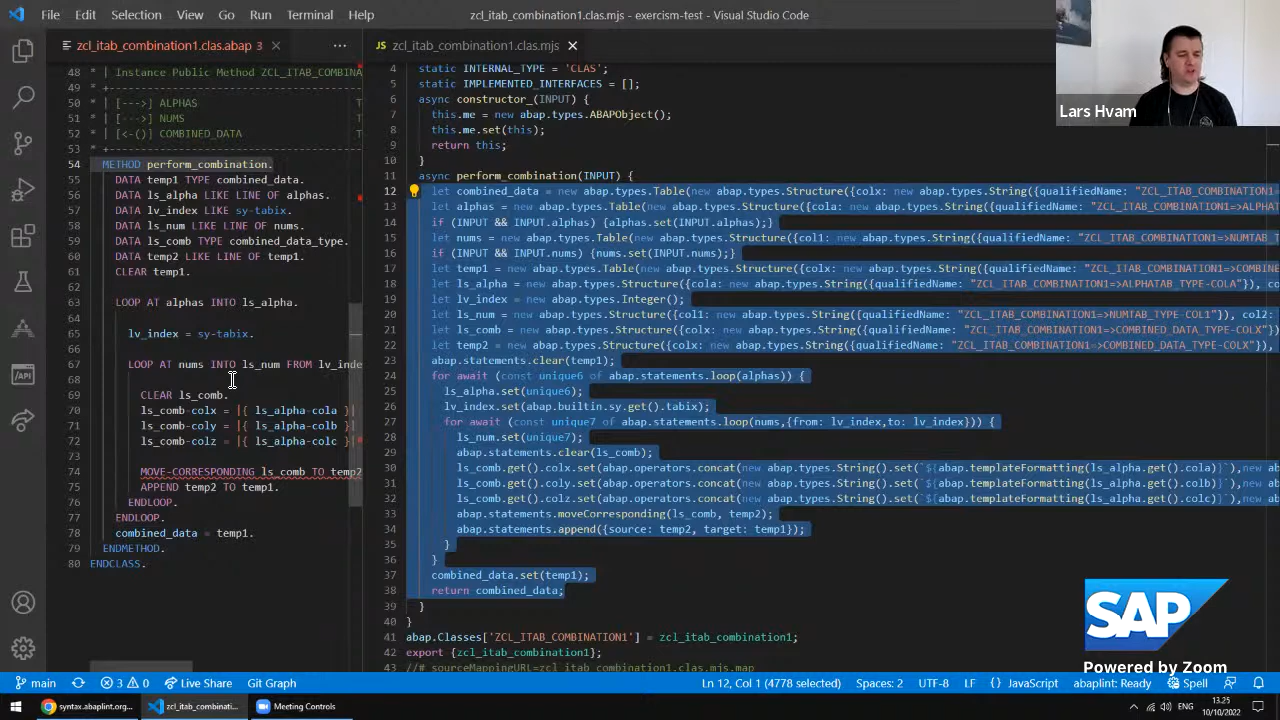 File Edit Selection View Go Run Terminal Help zcl_itab_combination1.clas.mjs - exercism-test - Visual Studio Code
zcl_itab_combination1.clas.abap 3
JS zcl_itab_combination1.clas.mjs
48 * | Instance Public Method ZCL_ITAB_COMBINA
49 * +----------------------------------------
50 * | [--->] ALPHAS T
51 * | [--->] NUMS T
52 * | [<-()] COMBINED_DATA T
53 * +----------------------------------------
54 METHOD perform_combination.
55 DATA temp1 TYPE combined_data.
56 DATA ls_alpha LIKE LINE OF alphas.
57 DATA lv_index LIKE sy-tabix.
58 DATA ls_num LIKE LINE OF nums.
59 DATA ls_comb TYPE combined_data_type.
60 DATA temp2 LIKE LINE OF temp1.
61 CLEAR temp1.
62
63 LOOP AT alphas INTO ls_alpha.
64
65 lv_index = sy-tabix.
66
67 LOOP AT nums INTO ls_num FROM lv_inde
68
69 CLEAR ls_comb.
70 ls_comb-colx = |{ ls_alpha-cola }|
71 ls_comb-coly = |{ ls_alpha-colb }|
72 ls_comb-colz = |{ ls_alpha-colc }|
73
74 MOVE-CORRESPONDING ls_comb TO temp2
75 APPEND temp2 TO temp1.
76 ENDLOOP.
77 ENDLOOP.
78 combined_data = temp1.
79 ENDMETHOD.
80 ENDCLASS.
4 static INTERNAL_TYPE = 'CLAS';
5 static IMPLEMENTED_INTERFACES = [];
6 async constructor_(INPUT) {
7 this.me = new abap.types.ABAPObject();
8 this.me.set(this);
9 return this;
10 }
11 async perform_combination(INPUT) {
12 let combined_data = new abap.types.Table(new abap.types.Structure({colx: new abap.types.String({qualifiedName: "ZCL_ITAB_COMBINATION1
13 let alphas = new abap.types.Table(new abap.types.Structure({cola: new abap.types.String({qualifiedName: "ZCL_ITAB_COMBINATION1=>ALPHAT
14 if (INPUT && INPUT.alphas) {alphas.set(INPUT.alphas);}
15 let nums = new abap.types.Table(new abap.types.Structure({col1: new abap.types.String({qualifiedName: "ZCL_ITAB_COMBINATION1=>NUMTAB_T
16 if (INPUT && INPUT.nums) {nums.set(INPUT.nums);}
17 let temp1 = new abap.types.Table(new abap.types.Structure({colx: new abap.types.String({qualifiedName: "ZCL_ITAB_COMBINATION1=>COMBINE
18 let ls_alpha = new abap.types.Structure({cola: new abap.types.String({qualifiedName: "ZCL_ITAB_COMBINATION1=>ALPHATAB_TYPE-COLA"}), co
19 let lv_index = new abap.types.Integer();
20 let ls_num = new abap.types.Structure({col1: new abap.types.String({qualifiedName: "ZCL_ITAB_COMBINATION1=>NUMTAB_TYPE-COL1"}), col2:
21 let ls_comb = new abap.types.Structure({colx: new abap.types.String({qualifiedName: "ZCL_ITAB_COMBINATION1=>COMBINED_DATA_TYPE-COLX"}
22 let temp2 = new abap.types.Structure({colx: new abap.types.String({qualifiedName: "ZCL_ITAB_COMBINATION1=>COMBINED_DATA_TYPE-COLX"}),
23 abap.statements.clear(temp1);
24 for await (const unique6 of abap.statements.loop(alphas)) {
25 ls_alpha.set(unique6);
26 lv_index.set(abap.builtin.sy.get().tabix);
27 for await (const unique7 of abap.statements.loop(nums,{from: lv_index,to: lv_index})) {
28 ls_num.set(unique7);
29 abap.statements.clear(ls_comb);
30 ls_comb.get().colx.set(abap.operators.concat(new abap.types.String().set(`${abap.templateFormatting(ls_alpha.get().cola)}`),new abap
31 ls_comb.get().coly.set(abap.operators.concat(new abap.types.String().set(`${abap.templateFormatting(ls_alpha.get().colb)}`),new abap
32 ls_comb.get().colz.set(abap.operators.concat(new abap.types.String().set(`${abap.templateFormatting(ls_alpha.get().colc)}`),new abap
33 abap.statements.moveCorresponding(ls_comb, temp2);
34 abap.statements.append({source: temp2, target: temp1});
35 }
36 }
37 combined_data.set(temp1);
38 return combined_data;
39 }
40 }
41 abap.Classes['ZCL_ITAB_COMBINATION1'] = zcl_itab_combination1;
42 export {zcl_itab_combination1};
43 //# sourceMappingURL=zcl_itab_combination1.clas.mjs.map
Lars Hvam
SAP
Powered by Zoom
main 3 0 Live Share Git Graph Ln 12, Col 1 (4778 selected) Spaces: 2 UTF-8 LF {} JavaScript abaplint: Ready Spell
syntax.abaplint.org... zcl_itab_combinati... Meeting Controls ENG 13.25
10/10/2022